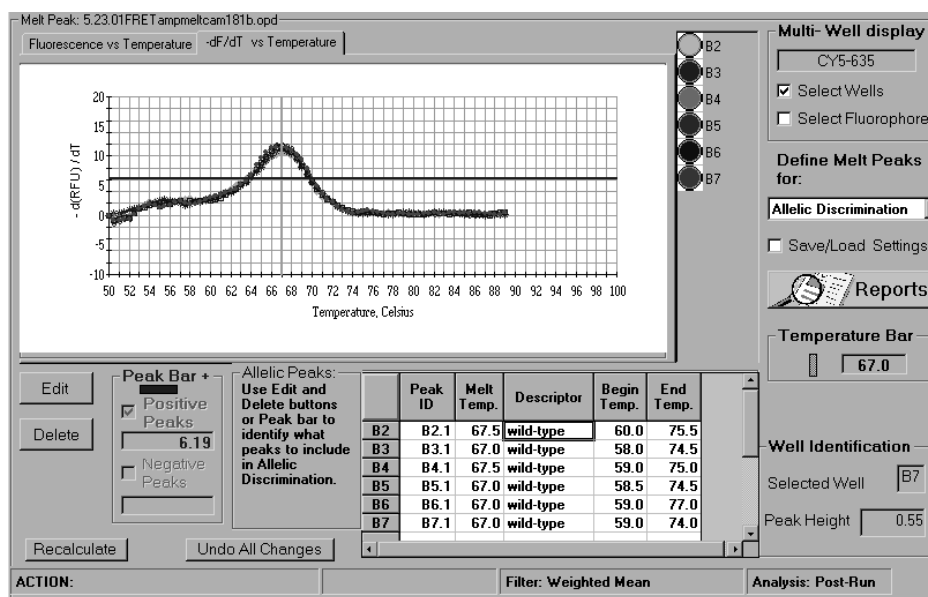 Melt Peak: 5.23.01FRETampmeltcam181b.opd
Fluorescence vs Temperature
-dF/dT vs Temperature
20
15
10
5
0
-5
-10
- d(RFU) / dT
50 52 54 56 58 60 62 64 66 68 70 72 74 76 78 80 82 84 86 88 90 92 94 96 98 100
Temperature, Celsius
B2
B3
B4
B5
B6
B7
Multi- Well display
CY5-635
Select Wells
Select Fluorophore
Define Melt Peaks
for:
Allelic Discrimination
Save/Load Settings
Reports
Temperature Bar
67.0
Edit
Delete
Peak Bar +
Positive
Peaks
6.19
Negative
Peaks
Allelic Peaks:
Use Edit and
Delete buttons
or Peak bar to
identify what
peaks to include
in Allelic
Discrimination.
Peak ID Melt Temp. Descriptor Begin Temp. End Temp.
B2 B2.1 67.5 wild-type 60.0 75.5
B3 B3.1 67.0 wild-type 58.0 74.5
B4 B4.1 67.5 wild-type 59.0 75.0
B5 B5.1 67.0 wild-type 58.5 74.5
B6 B6.1 67.0 wild-type 59.0 77.0
B7 B7.1 67.0 wild-type 59.0 74.0
Well Identification
Selected Well B7
Peak Height 0.55
Recalculate
Undo All Changes
ACTION:
Filter: Weighted Mean
Analysis: Post-Run